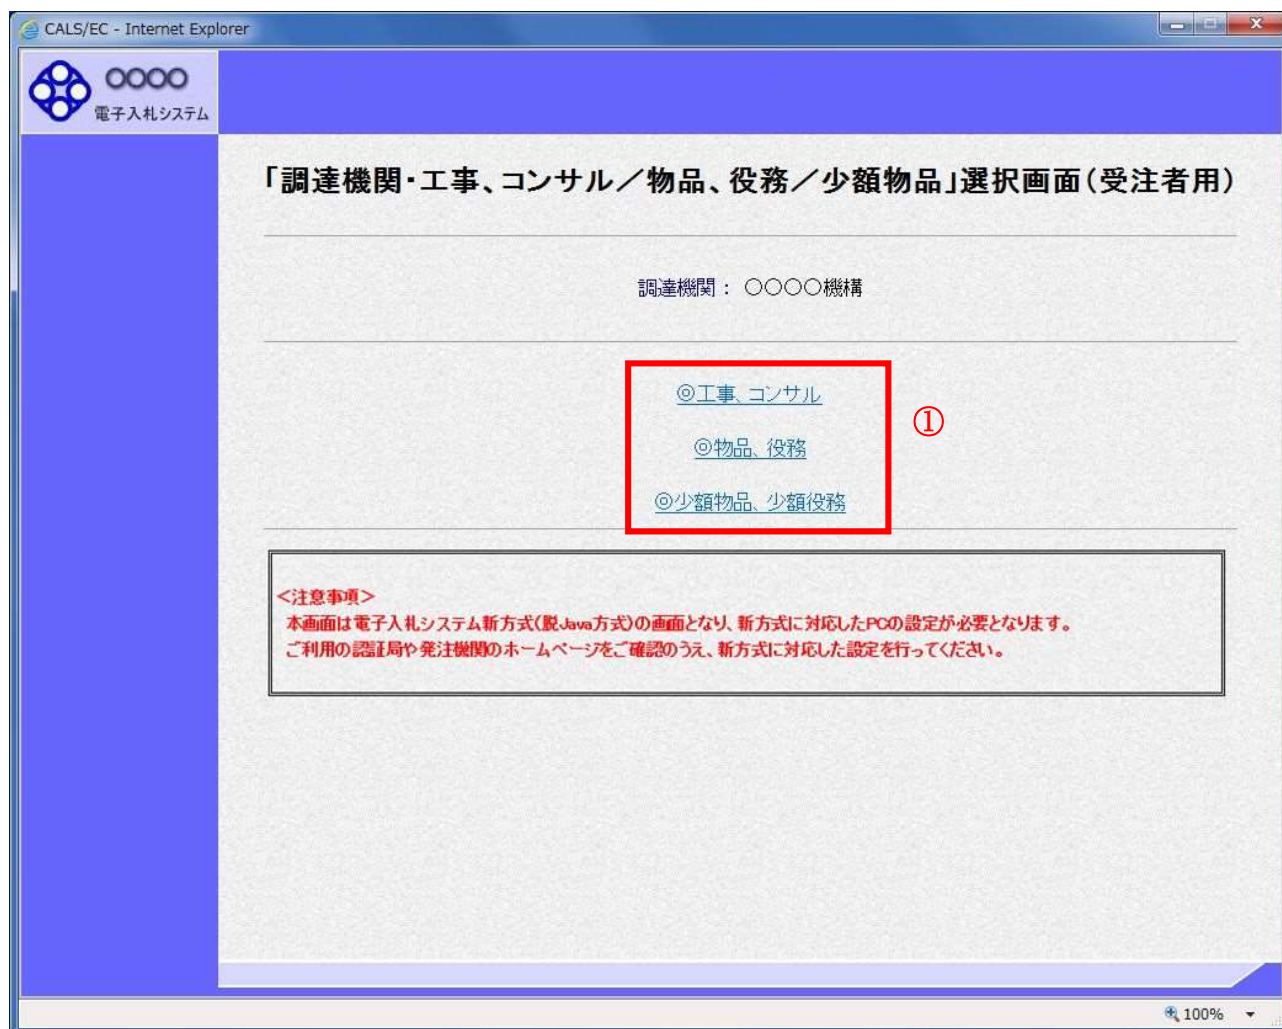 CALS/EC - Internet Explorer
○○○○
電子入札システム
「調達機関・工事、コンサル／物品、役務／少額物品」選択画面(受注者用)
調達機関： ○○○○機構
◎工事、コンサル
①
◎物品、役務
◎少額物品、少額役務
＜注意事項＞
本画面は電子入札システム新方式(脱Java方式)の画面となり、新方式に対応したPCの設定が必要となります。
ご利用の認証局や発注機関のホームページをご確認のうえ、新方式に対応した設定を行ってください。
100%